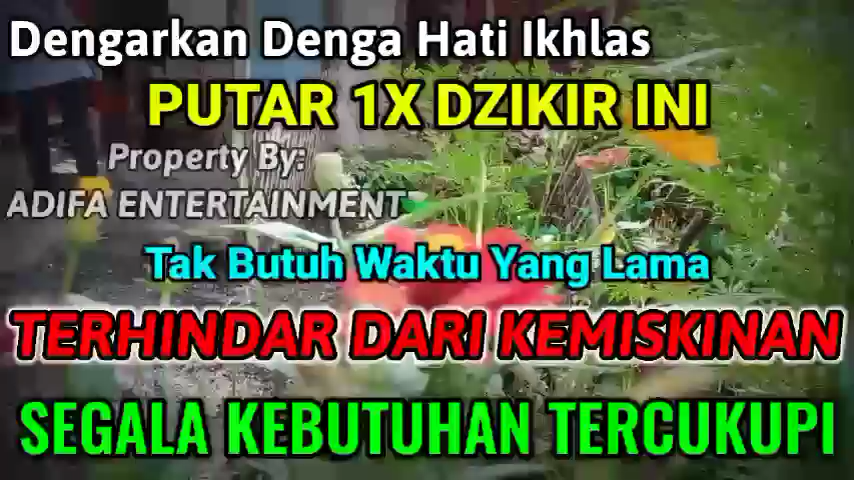 Dengarkan Denga Hati Ikhlas
PUTAR 1X DZIKIR INI
Property By:
ADIFA ENTERTAINMENT
Tak Butuh Waktu Yang Lama
TERHINDAR DARI KEMISKINAN
SEGALA KEBUTUHAN TERCUKUPI